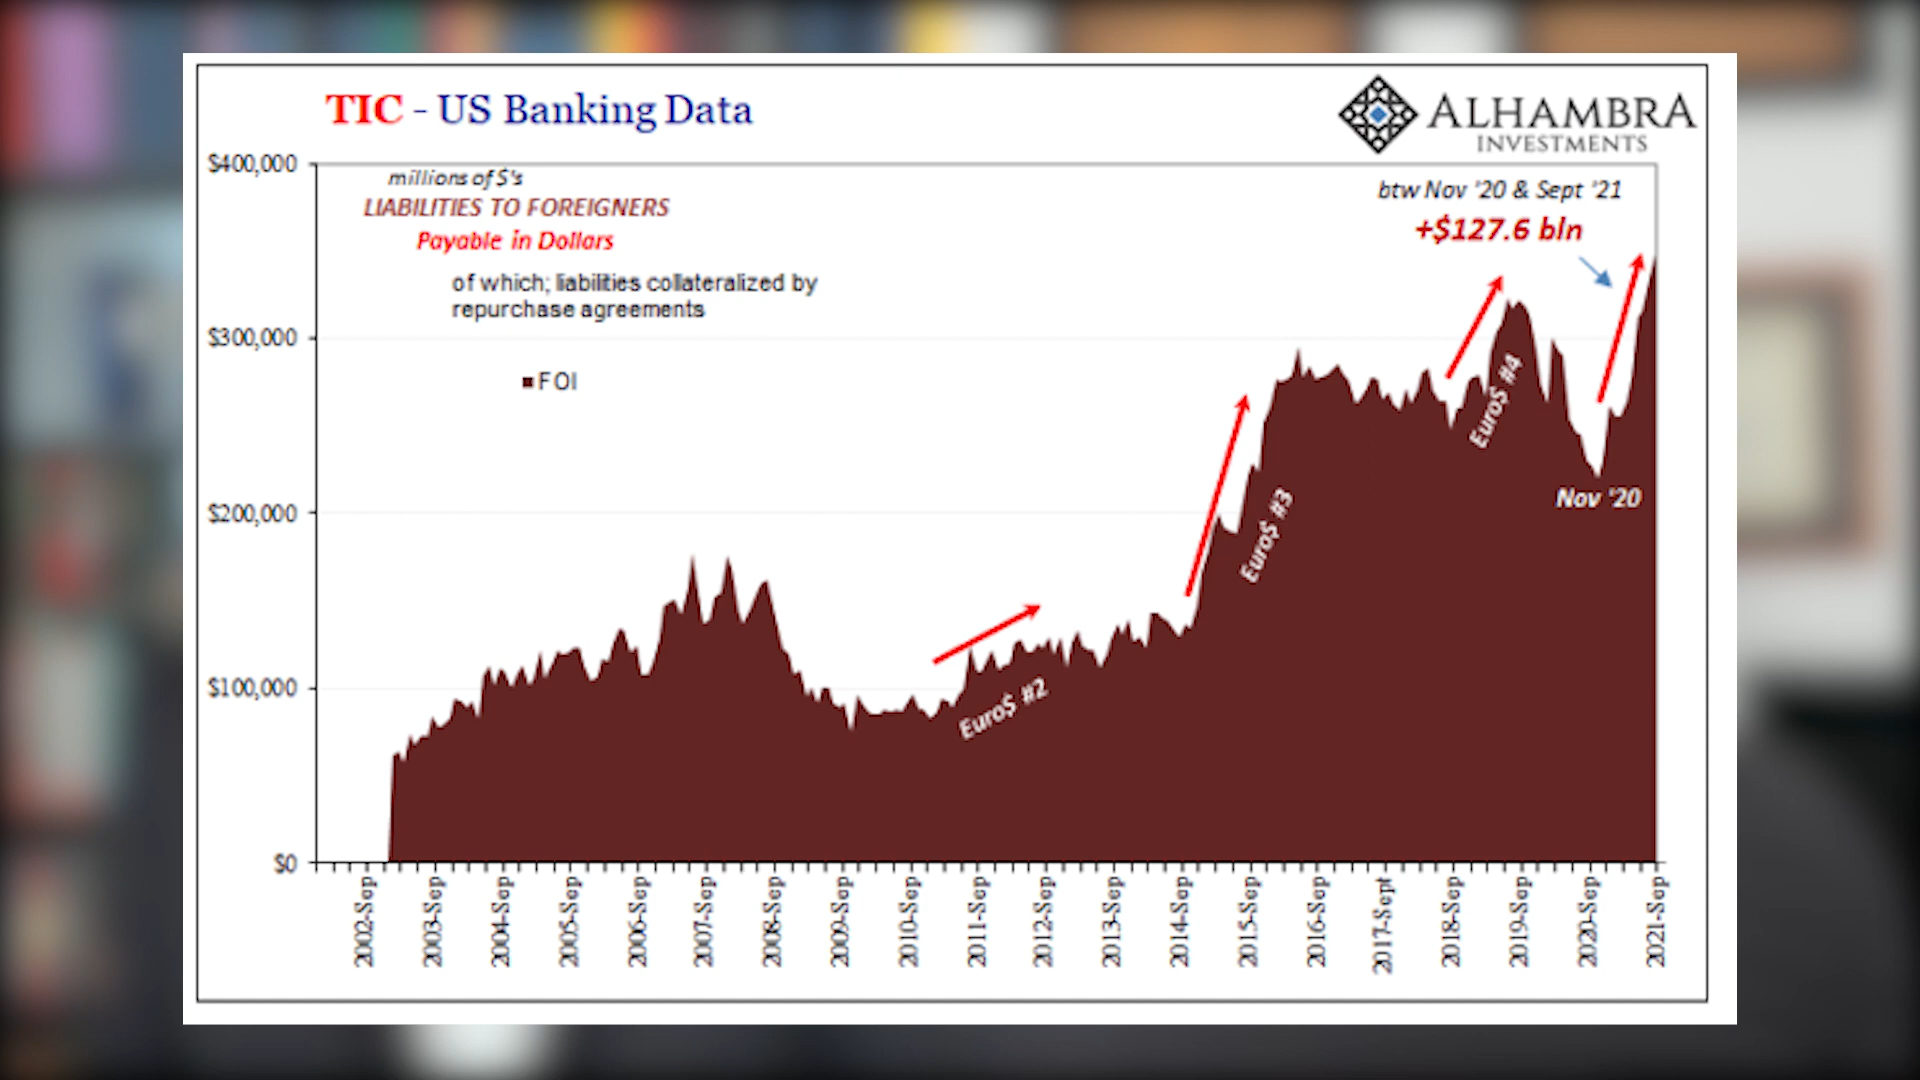 TIC - US Banking Data
ALHAMBRA
INVESTMENTS
$400,000
$300,000
$200,000
$100,000
$0
millions of $'s
LIABILITIES TO FOREIGNERS
Payable in Dollars
of which; liabilities collateralized by
repurchase agreements
FOI
btw Nov '20 & Sept '21
+$127.6 bln
Euro$ #2
Euro$ #3
Euro$ #4
Nov '20
2002-Sep
2003-Sep
2004-Sep
2005-Sep
2006-Sep
2007-Sep
2008-Sep
2009-Sep
2010-Sep
2011-Sep
2012-Sep
2013-Sep
2014-Sep
2015-Sep
2016-Sep
2017-Sept
2018-Sep
2019-Sep
2020-Sep
2021-Sep